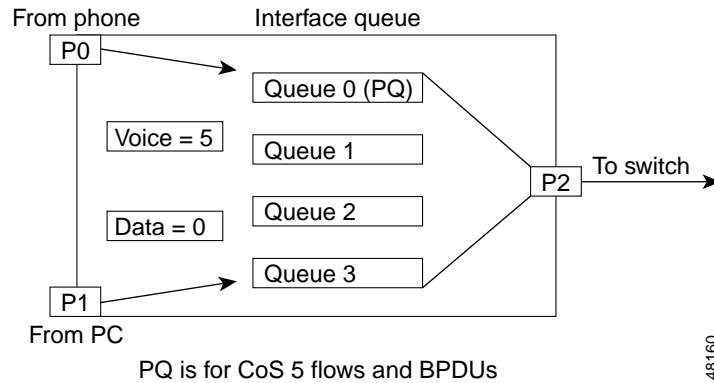 From phone
Interface queue
P0
Queue 0 (PQ)
Voice = 5
Queue 1
To switch
P2
Data = 0
Queue 2
Queue 3
P1
From PC
PQ is for CoS 5 flows and BPDUs
48160